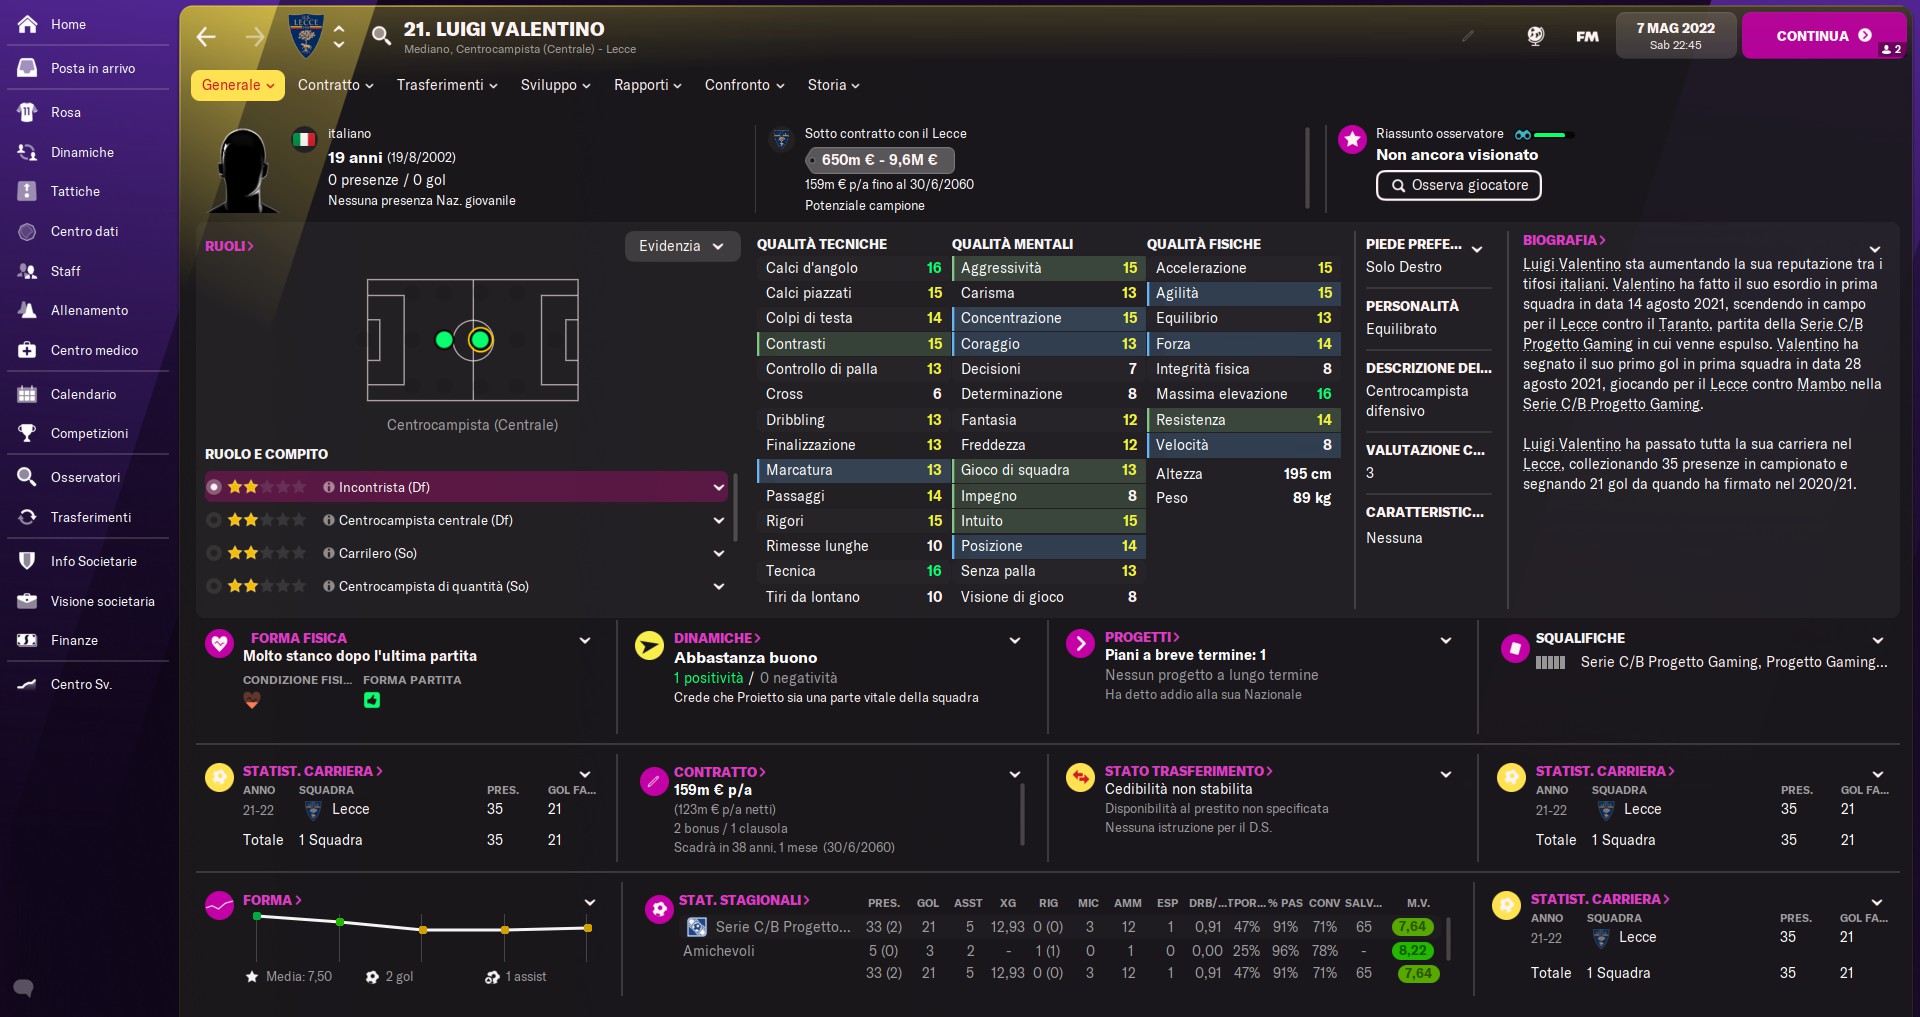 Home
Posta in arrivo
Rosa
Dinamiche
Tattiche
Centro dati
Staff
Allenamento
Centro medico
Calendario
Competizioni
Osservatori
Trasferimenti
Info Societarie
Visione societaria
Finanze
Centro Sv.
LECCE
21. LUIGI VALENTINO
Mediano, Centrocampista (Centrale) - Lecce
FM
7 MAG 2022
Sab 22:45
CONTINUA
2
Generale
Contratto
Trasferimenti
Sviluppo
Rapporti
Confronto
Storia
italiano
19 anni (19/8/2002)
0 presenze / 0 gol
Nessuna presenza Naz. giovanile
Sotto contratto con il Lecce
650m € - 9,6M €
159m € p/a fino al 30/6/2060
Potenziale campione
Riassunto osservatore
Non ancora visionato
Osserva giocatore
RUOLI
Evidenzia
Centrocampista (Centrale)
RUOLO E COMPITO
Incontrista (Df)
Centrocampista centrale (Df)
Carrilero (So)
Centrocampista di quantità (So)
QUALITÀ TECNICHE
Calci d'angolo 16
Calci piazzati 15
Colpi di testa 14
Contrasti 15
Controllo di palla 13
Cross 6
Dribbling 13
Finalizzazione 13
Marcatura 13
Passaggi 14
Rigori 15
Rimesse lunghe 10
Tecnica 16
Tiri da lontano 10
QUALITÀ MENTALI
Aggressività 15
Carisma 13
Concentrazione 15
Coraggio 13
Decisioni 7
Determinazione 8
Fantasia 12
Freddezza 12
Gioco di squadra 13
Impegno 8
Intuito 15
Posizione 14
Senza palla 13
Visione di gioco 8
QUALITÀ FISICHE
Accelerazione 15
Agilità 15
Equilibrio 13
Forza 14
Integrità fisica 8
Massima elevazione 16
Resistenza 14
Velocità 8
Altezza 195 cm
Peso 89 kg
PIEDE PREFE...
Solo Destro
PERSONALITÀ
Equilibrato
DESCRIZIONE DEI...
Centrocampista
difensivo
VALUTAZIONE C...
3
CARATTERISTIC...
Nessuna
BIOGRAFIA
Luigi Valentino sta aumentando la sua reputazione tra i
tifosi italiani. Valentino ha fatto il suo esordio in prima
squadra in data 14 agosto 2021, scendendo in campo
per il Lecce contro il Taranto, partita della Serie C/B
Progetto Gaming in cui venne espulso. Valentino ha
segnato il suo primo gol in prima squadra in data 28
agosto 2021, giocando per il Lecce contro Mambo nella
Serie C/B Progetto Gaming.
Luigi Valentino ha passato tutta la sua carriera nel
Lecce, collezionando 35 presenze in campionato e
segnando 21 gol da quando ha firmato nel 2020/21.
FORMA FISICA
Molto stanco dopo l'ultima partita
CONDIZIONE FISI... FORMA PARTITA
DINAMICHE
Abbastanza buono
1 positività / 0 negatività
Crede che Proietto sia una parte vitale della squadra
PROGETTI
Piani a breve termine: 1
Nessun progetto a lungo termine
Ha detto addio alla sua Nazionale
SQUALIFICHE
Serie C/B Progetto Gaming, Progetto Gaming...
STATIST. CARRIERA
ANNO SQUADRA PRES. GOL FA...
21-22 Lecce 35 21
Totale 1 Squadra 35 21
CONTRATTO
159m € p/a
(123m € p/a netti)
2 bonus / 1 clausola
Scadrà in 38 anni, 1 mese (30/6/2060)
STATO TRASFERIMENTO
Cedibilità non stabilita
Disponibilità al prestito non specificata
Nessuna istruzione per il D.S.
STATIST. CARRIERA
ANNO SQUADRA PRES. GOL FA...
21-22 Lecce 35 21
Totale 1 Squadra 35 21
FORMA
Media: 7,50 2 gol 1 assist
STAT. STAGIONALI PRES. GOL ASST XG RIG MIC AMM ESP DRB/... TPOR... % PAS CONV SALV... M.V.
Serie C/B Progetto... 33 (2) 21 5 12,93 0 (0) 3 12 1 0,91 47% 91% 71% 65 7,64
Amichevoli 5 (0) 3 2 - 1 (1) 0 1 0 0,00 25% 96% 78% - 8,22
33 (2) 21 5 12,93 0 (0) 3 12 1 0,91 47% 91% 71% 65 7,64
STATIST. CARRIERA
ANNO SQUADRA PRES. GOL FA...
21-22 Lecce 35 21
Totale 1 Squadra 35 21